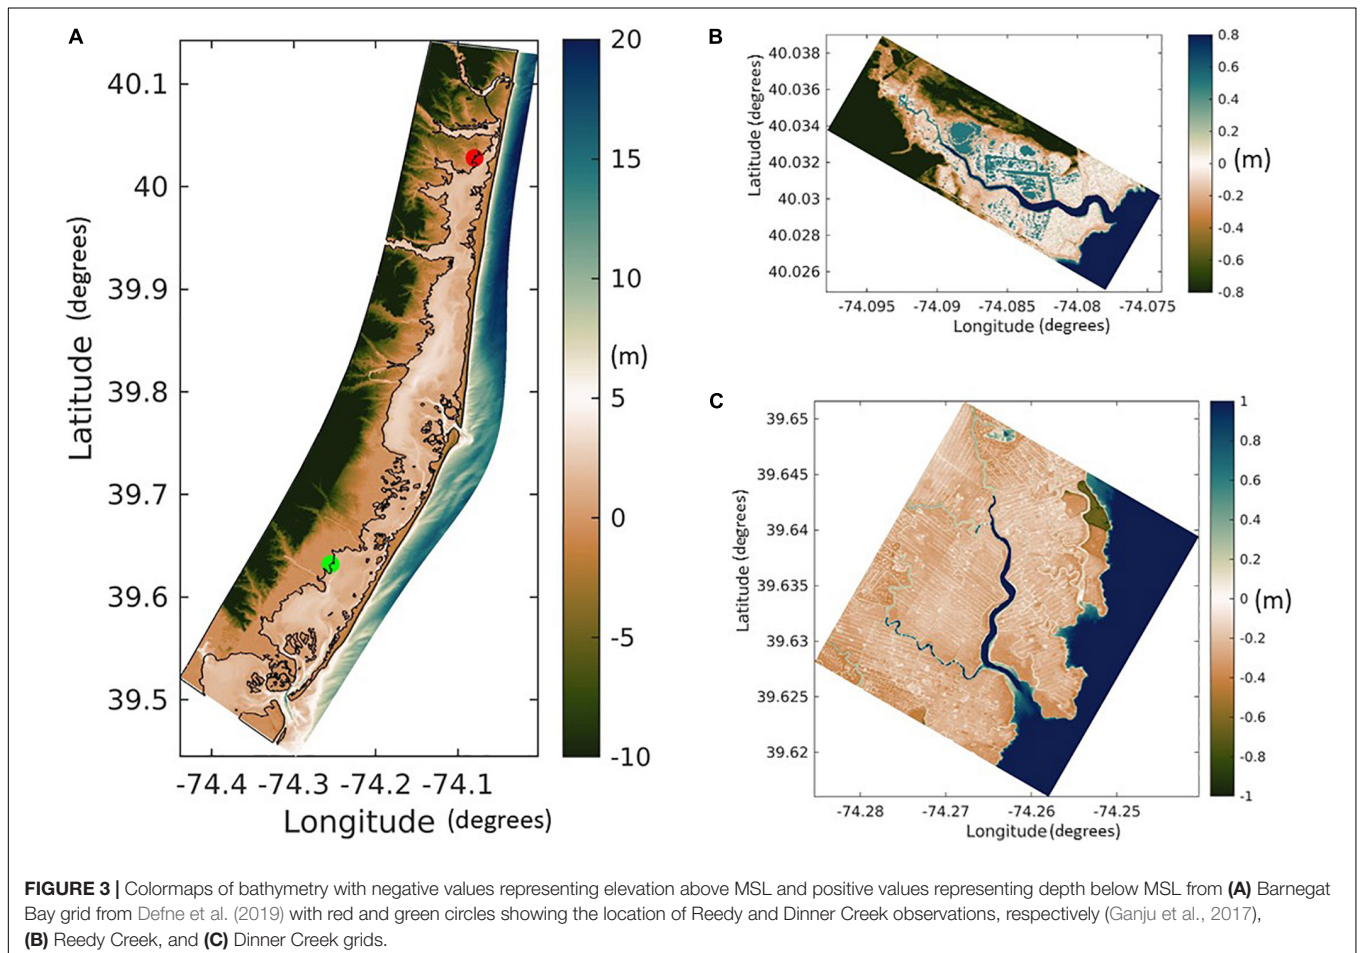 A
40.1
40
39.9
39.8
39.7
39.6
39.5
Latitude (degrees)
-74.4 -74.3 -74.2 -74.1
Longitude (degrees)
20
15
10
5
0
-5
-10
(m)
B
40.038
40.036
40.034
40.032
40.03
40.028
40.026
Latitude (degrees)
-74.095 -74.09 -74.085 -74.08 -74.075
Longitude (degrees)
0.8
0.6
0.4
0.2
0
-0.2
-0.4
-0.6
-0.8
(m)
C
39.65
39.645
39.64
39.635
39.63
39.625
39.62
Latitude (degrees)
-74.28 -74.27 -74.26 -74.25
Longitude (degrees)
1
0.8
0.6
0.4
0.2
0
-0.2
-0.4
-0.6
-0.8
-1
(m)
FIGURE 3 | Colormaps of bathymetry with negative values representing elevation above MSL and positive values representing depth below MSL from (A) Barnegat
Bay grid from Defne et al. (2019) with red and green circles showing the location of Reedy and Dinner Creek observations, respectively (Ganju et al., 2017),
(B) Reedy Creek, and (C) Dinner Creek grids.